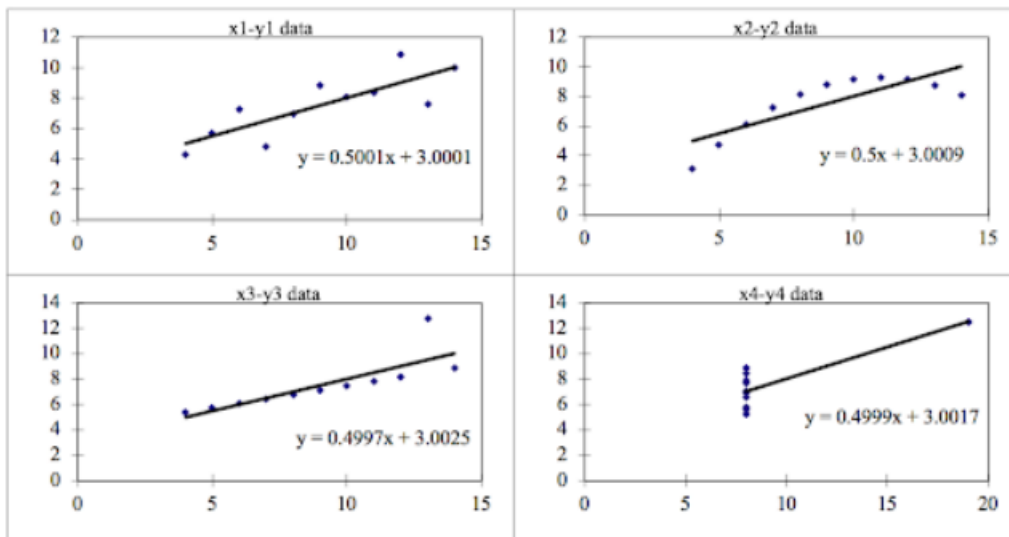 x1-y1 data
12
10
8
6
4
2
0
y = 0.5001x + 3.0001
0 5 10 15
x2-y2 data
12
10
8
6
4
2
0
y = 0.5x + 3.0009
0 5 10 15
x3-y3 data
14
12
10
8
6
4
2
0
y = 0.4997x + 3.0025
0 5 10 15
x4-y4 data
14
12
10
8
6
4
2
0
y = 0.4999x + 3.0017
0 5 10 15 20